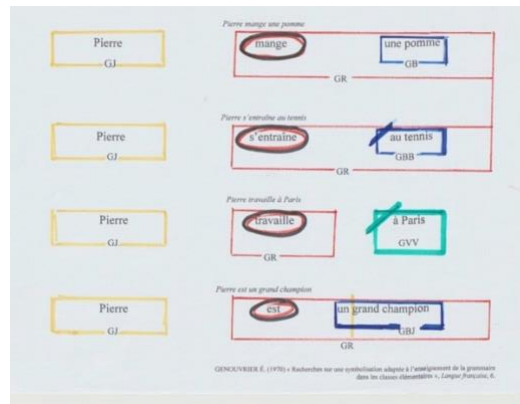 Pierre mange une pomme
Pierre mange une pomme
GJ GB
GR
Pierre s'entraîne au tennis
Pierre s'entraîne au tennis
GJ GBB
GR
Pierre travaille à Paris
Pierre travaille à Paris
GJ GVV
GR
Pierre est un grand champion
Pierre est un grand champion
GJ GBJ
GR
GENOUVRIER É. (1970) « Recherches sur une symbolisation adaptée à l'enseignement de la grammaire
dans les classes élémentaires », Langue française, 6.